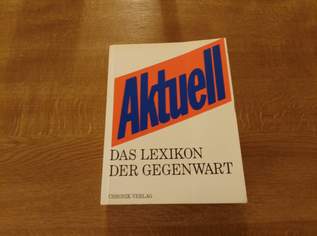 Aktuell
DAS LEXIKON
DER GEGENWART
CHRONIK VERLAG